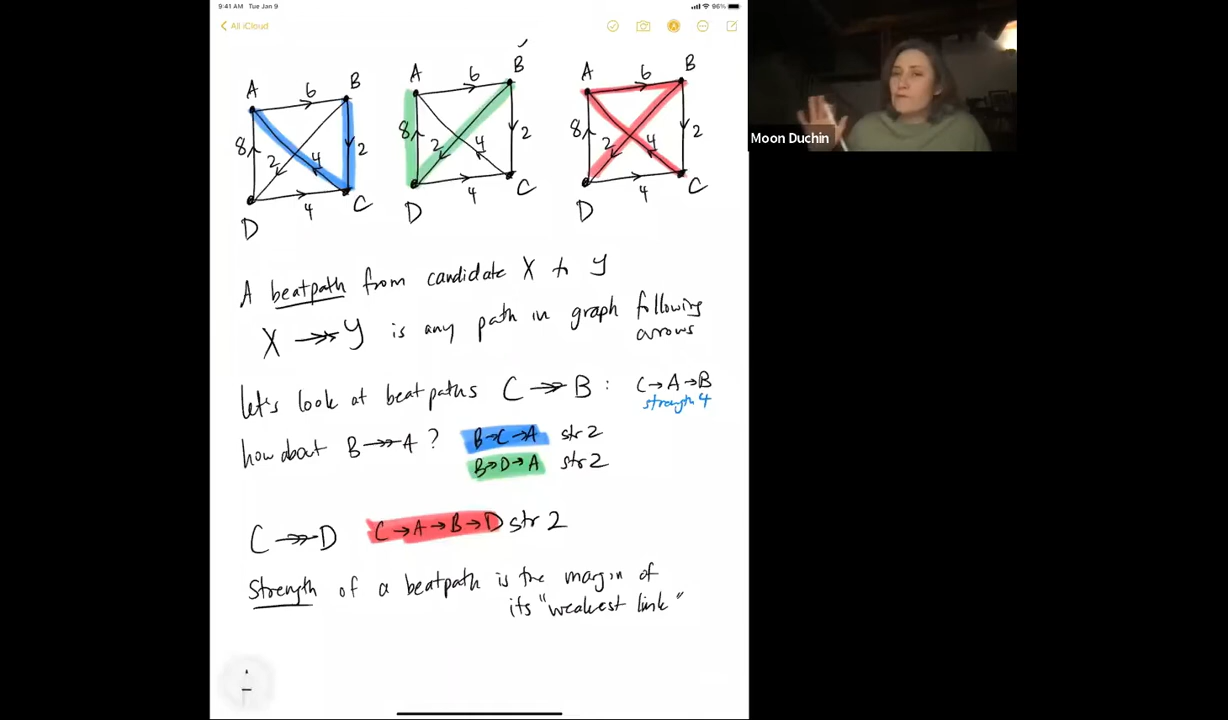 9:41 AM Tue Jan 9
96%
All iCloud
A 6 B
8 2 4 2
D 4 C
A 6 B
8 2 4 2
D 4 C
A 6 B
8 2 4 2
D 4 C
Moon Duchin
A beatpath from candidate X to Y
X ↠ Y is any path in graph following arrows
let's look at beatpaths C ↠ B : C→A→B
strength 4
how about B ↠ A ? B→C→A str 2
B→D→A str 2
C ↠ D C→A→B→D str 2
Strength of a beatpath is the margin of
its "weakest link"